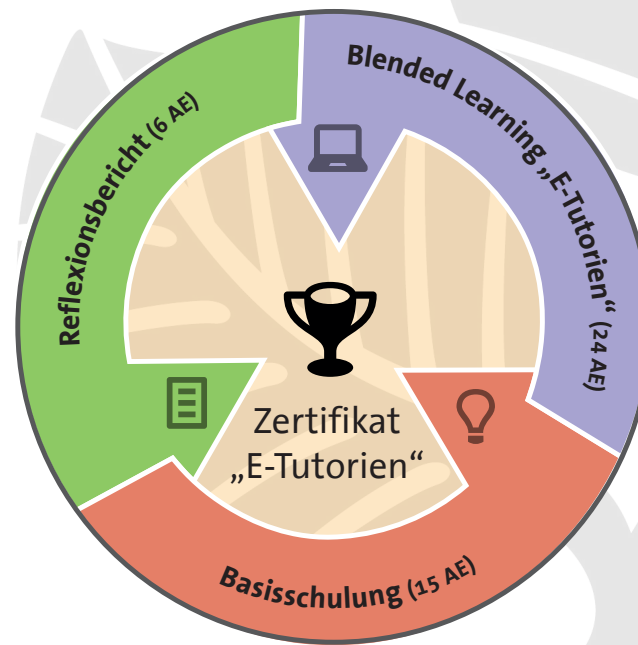 Blended Learning „E-Tutorien“ (24 AE)
Reflexionsbericht (6 AE)
Zertifikat
„E-Tutorien“
Basisschulung (15 AE)